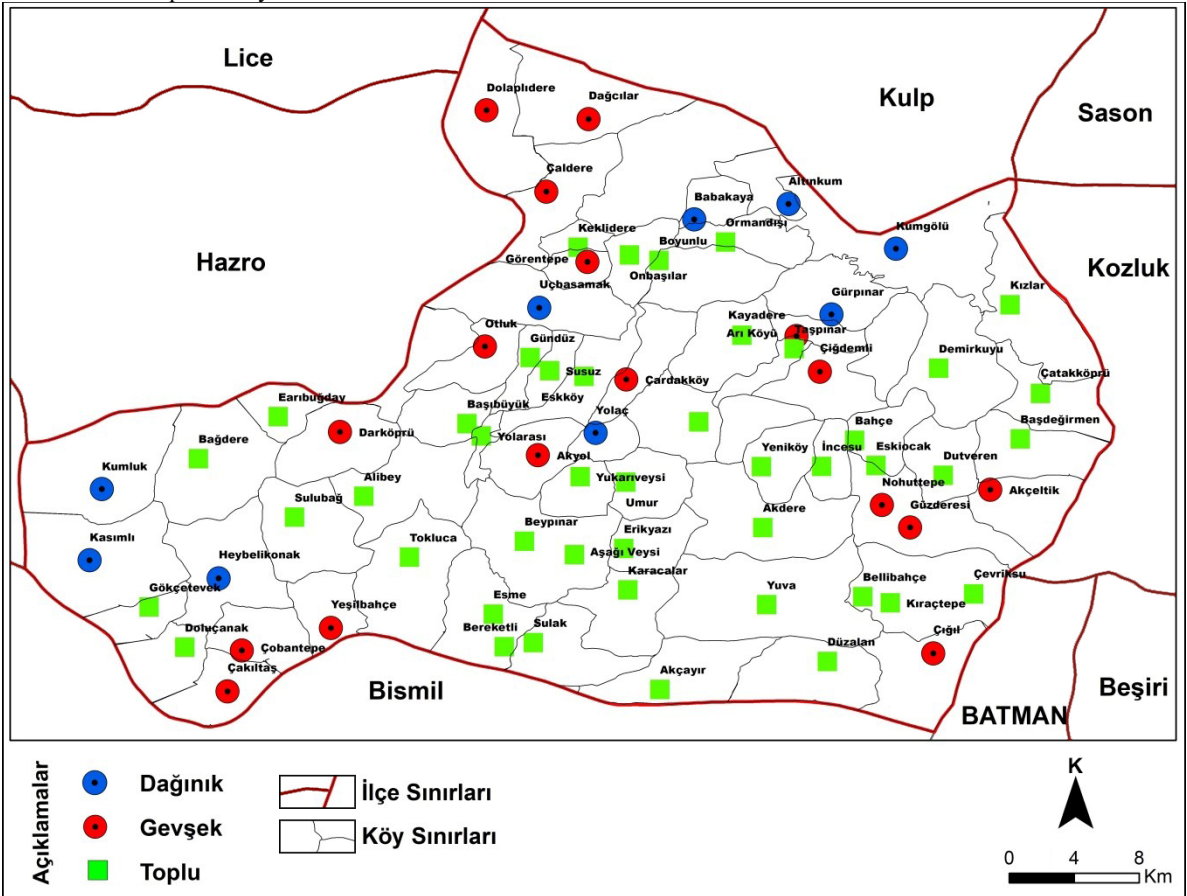 Lice
Kulp
Sason
Dolaplıdere
Dağcılar
Çaldere
Babakaya
Altınkum
Ormandışı
Kumgölü
Keklidere
Boyunlu
Hazro
Kozluk
Görentepe
Onbaşılar
Uçbasamak
Gürpınar
Kızlar
Kayadere
Otluk
Gündüz
Arı Köyü
Taşpınar
Çiğdemli
Demirkuyu
Susuz
Çatakköprü
Eskköy
Çardakköy
Earıbuğday
Başıbüyük
Yolaç
Bahçe
Başdeğirmen
Bağdere
Darköprü
Yolarası
Akyol
Yeniköy
İncesu
Eskiocak
Dutveren
Kumluk
Alibey
Yukarıveysi
Nohuttepe
Akçeltik
Sulubağ
Umur
Güzderesi
Kasımlı
Heybelikonak
Tokluca
Beypınar
Erikyazı
Akdere
Aşağı Veysi
Gökçetevek
Karacalar
Yuva
Bellibahçe
Çevriksu
Esme
Kıraçtepe
Yeşilbahçe
Doluçanak
Bereketli
Sulak
Çığıl
Çobantepe
Düzalan
Çakıltaş
Akçayır
Bismil
Beşiri
BATMAN
Açıklamalar
Dağınık
Gevşek
Toplu
İlçe Sınırları
Köy Sınırları
K
0 4 8
Km